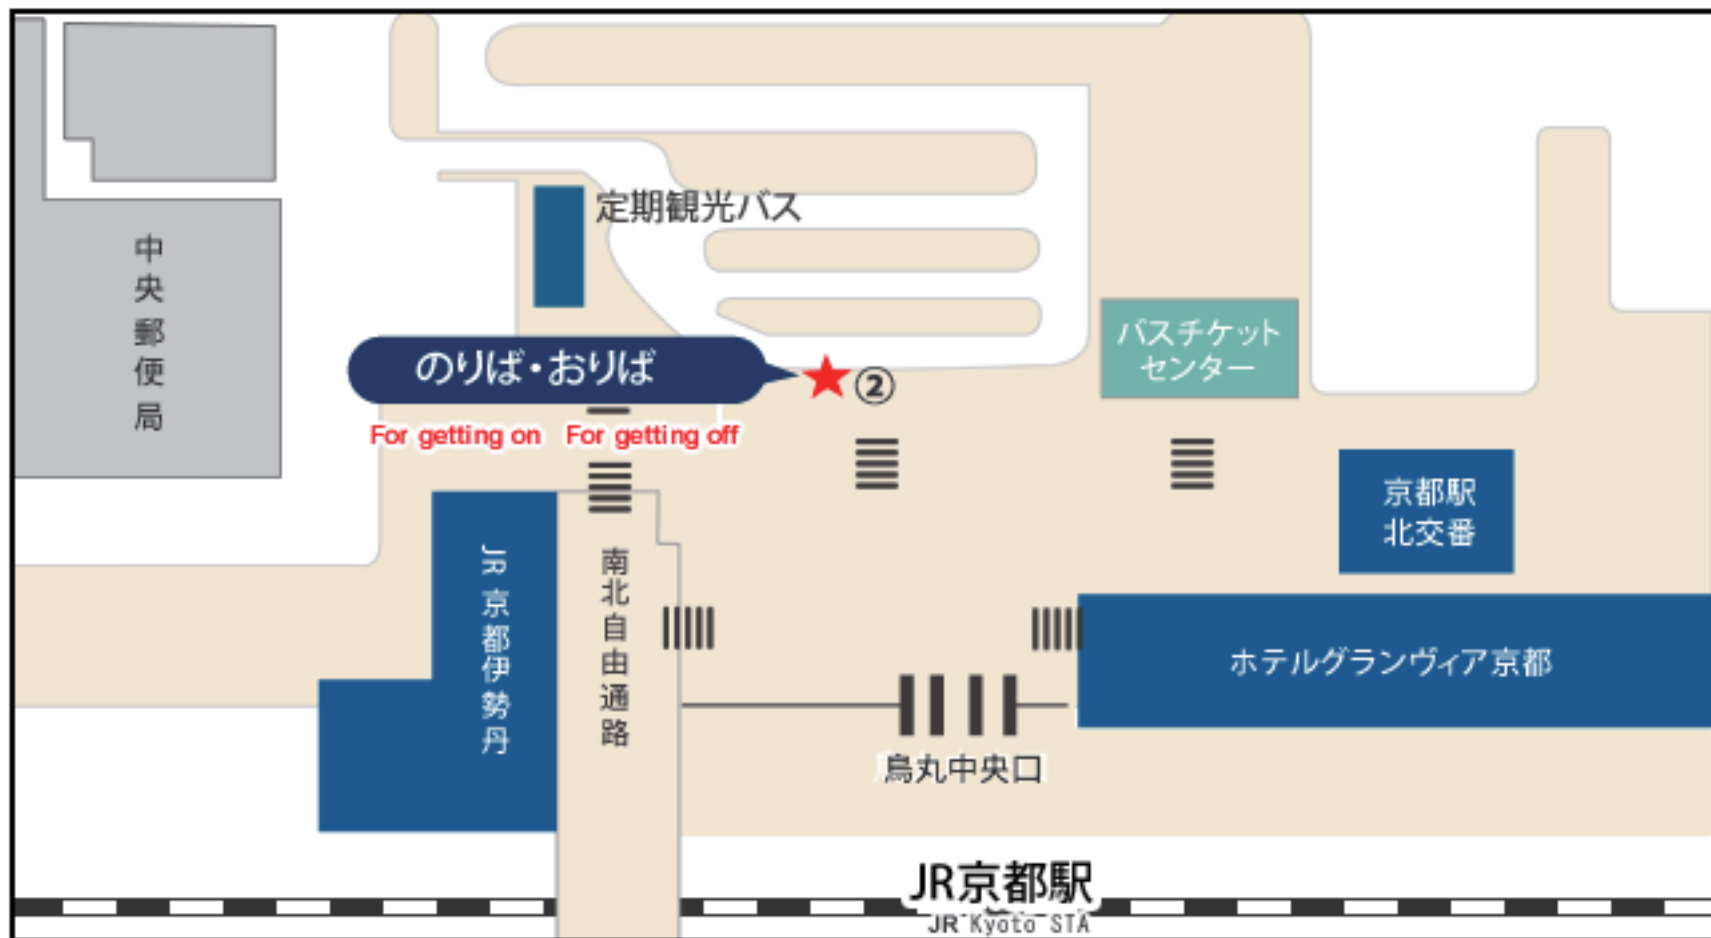 定期観光バス
中央郵便局
のりば・おりば
②
For getting on For getting off
バスチケット
センター
京都駅
北交番
JR 京都伊勢丹
南北自由通路
ホテルグランヴィア京都
烏丸中央口
JR京都駅
JR Kyoto STA